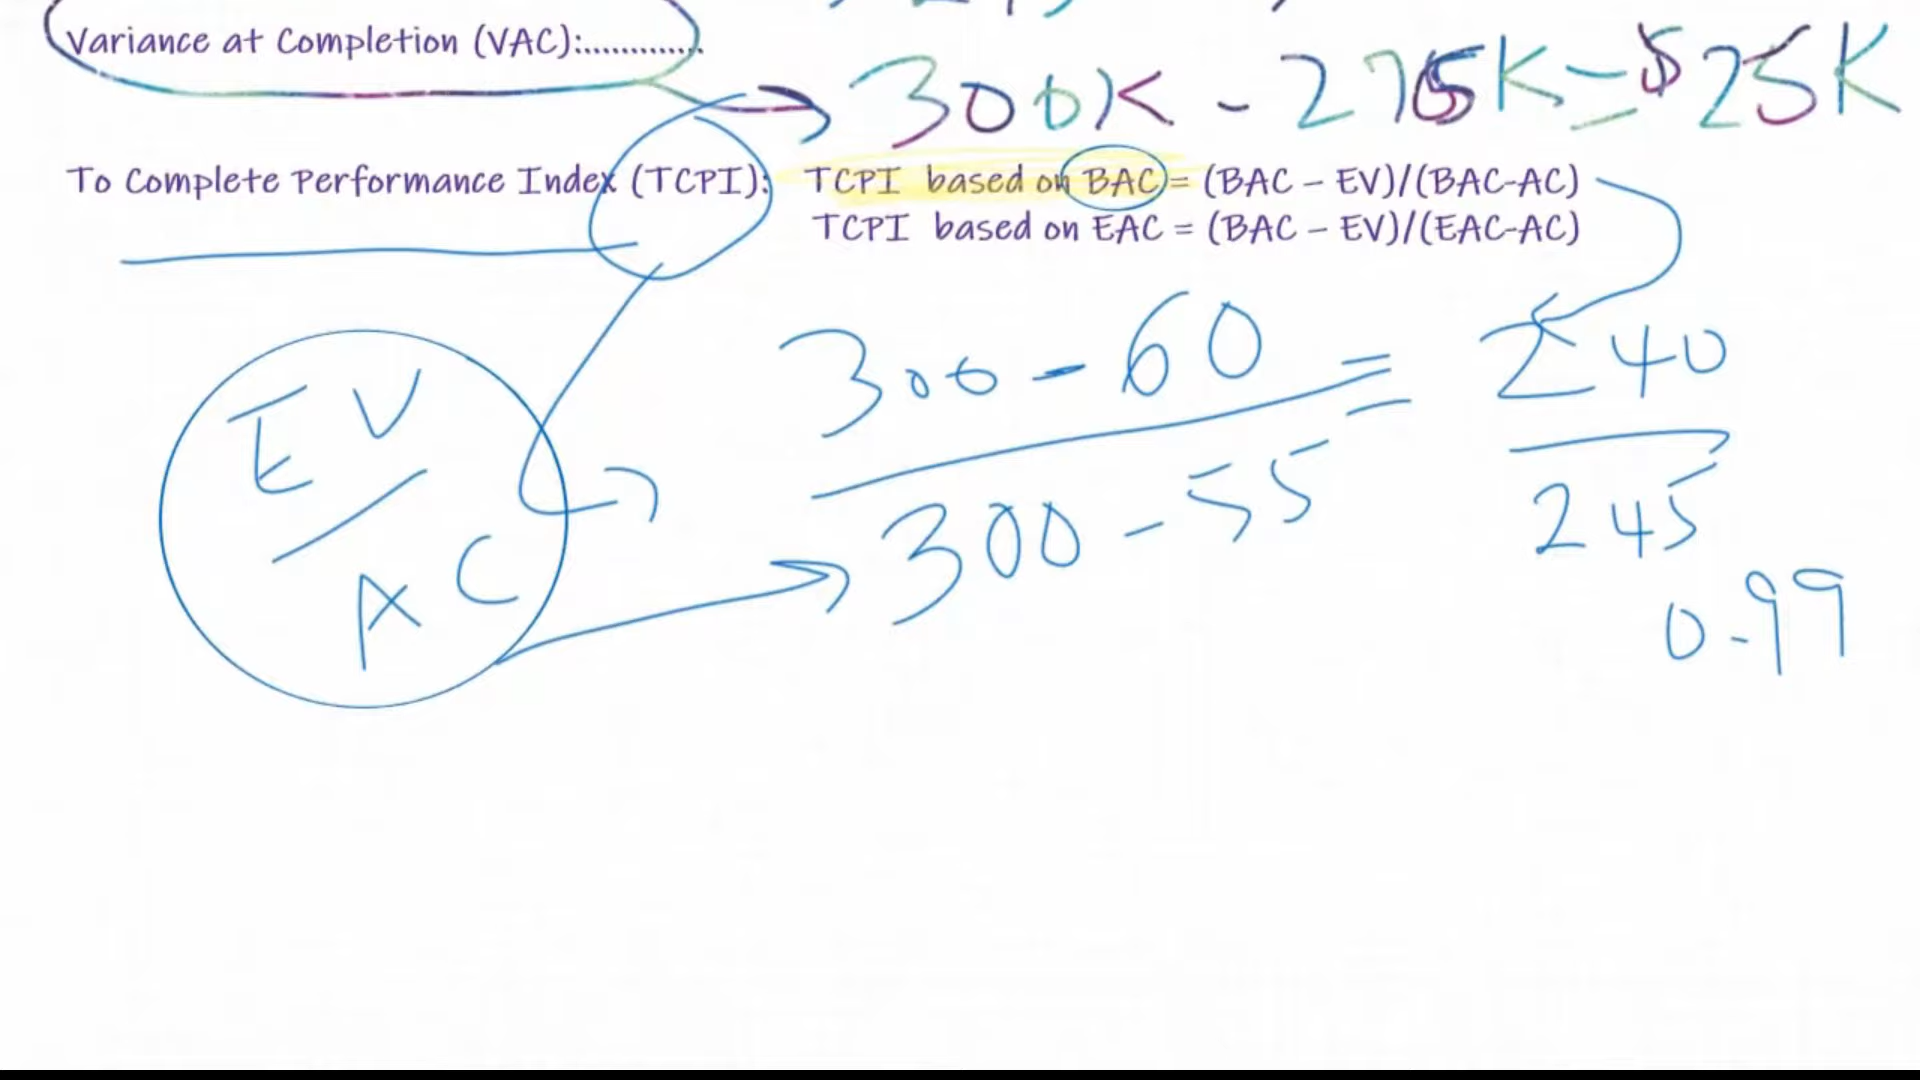 Variance at Completion (VAC):.............
→ 300K - 275K = $25K
To Complete Performance Index (TCPI): TCPI based on BAC = (BAC – EV)/(BAC-AC)
TCPI based on EAC = (BAC – EV)/(EAC-AC)
300 - 60 = 240
300 - 55
245
0.99
EV
AC